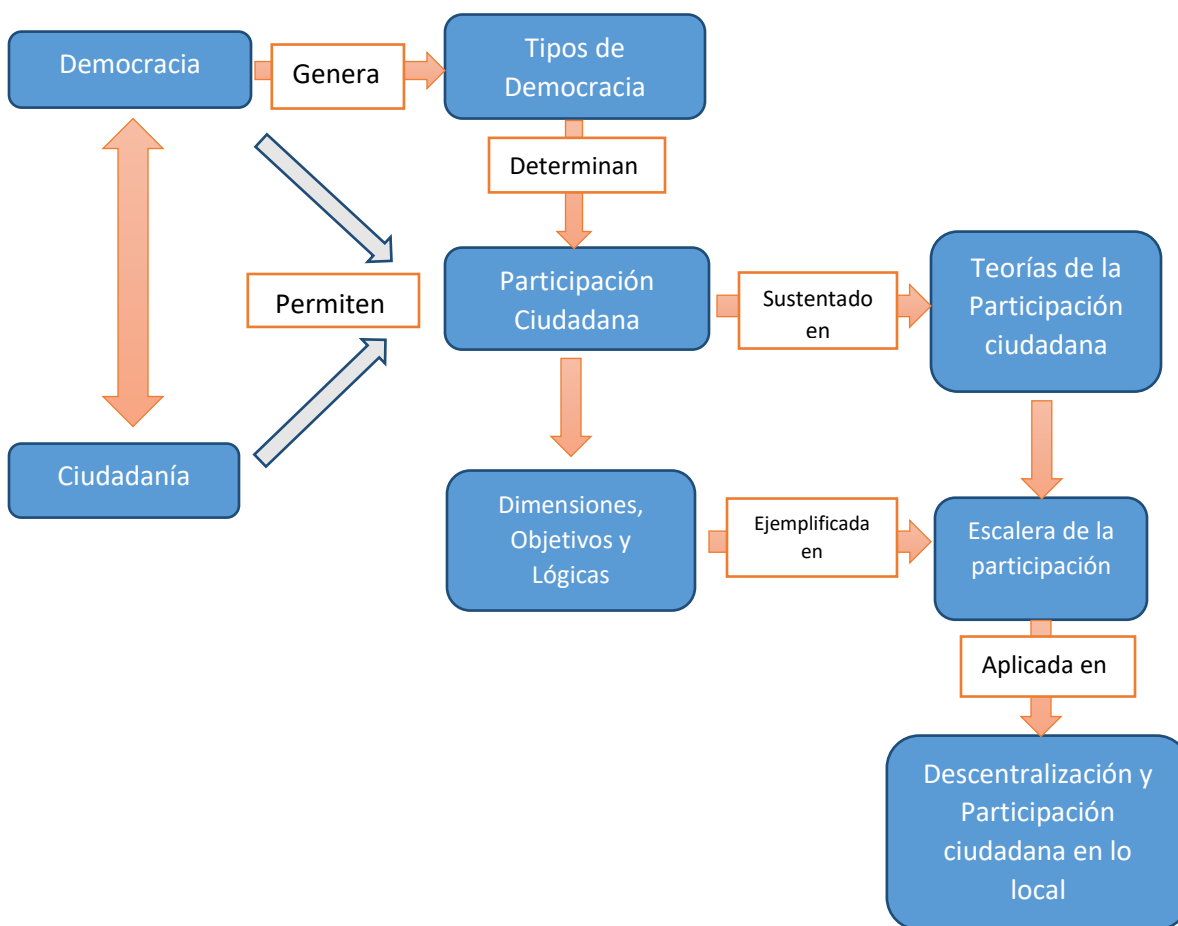 Democracia
Genera
Tipos de
Democracia
Determinan
Permiten
Participación
Ciudadana
Sustentado
en
Teorías de la
Participación
ciudadana
Ciudadanía
Dimensiones,
Objetivos y
Lógicas
Ejemplificada
en
Escalera de la
participación
Aplicada en
Descentralización y
Participación
ciudadana en lo
local